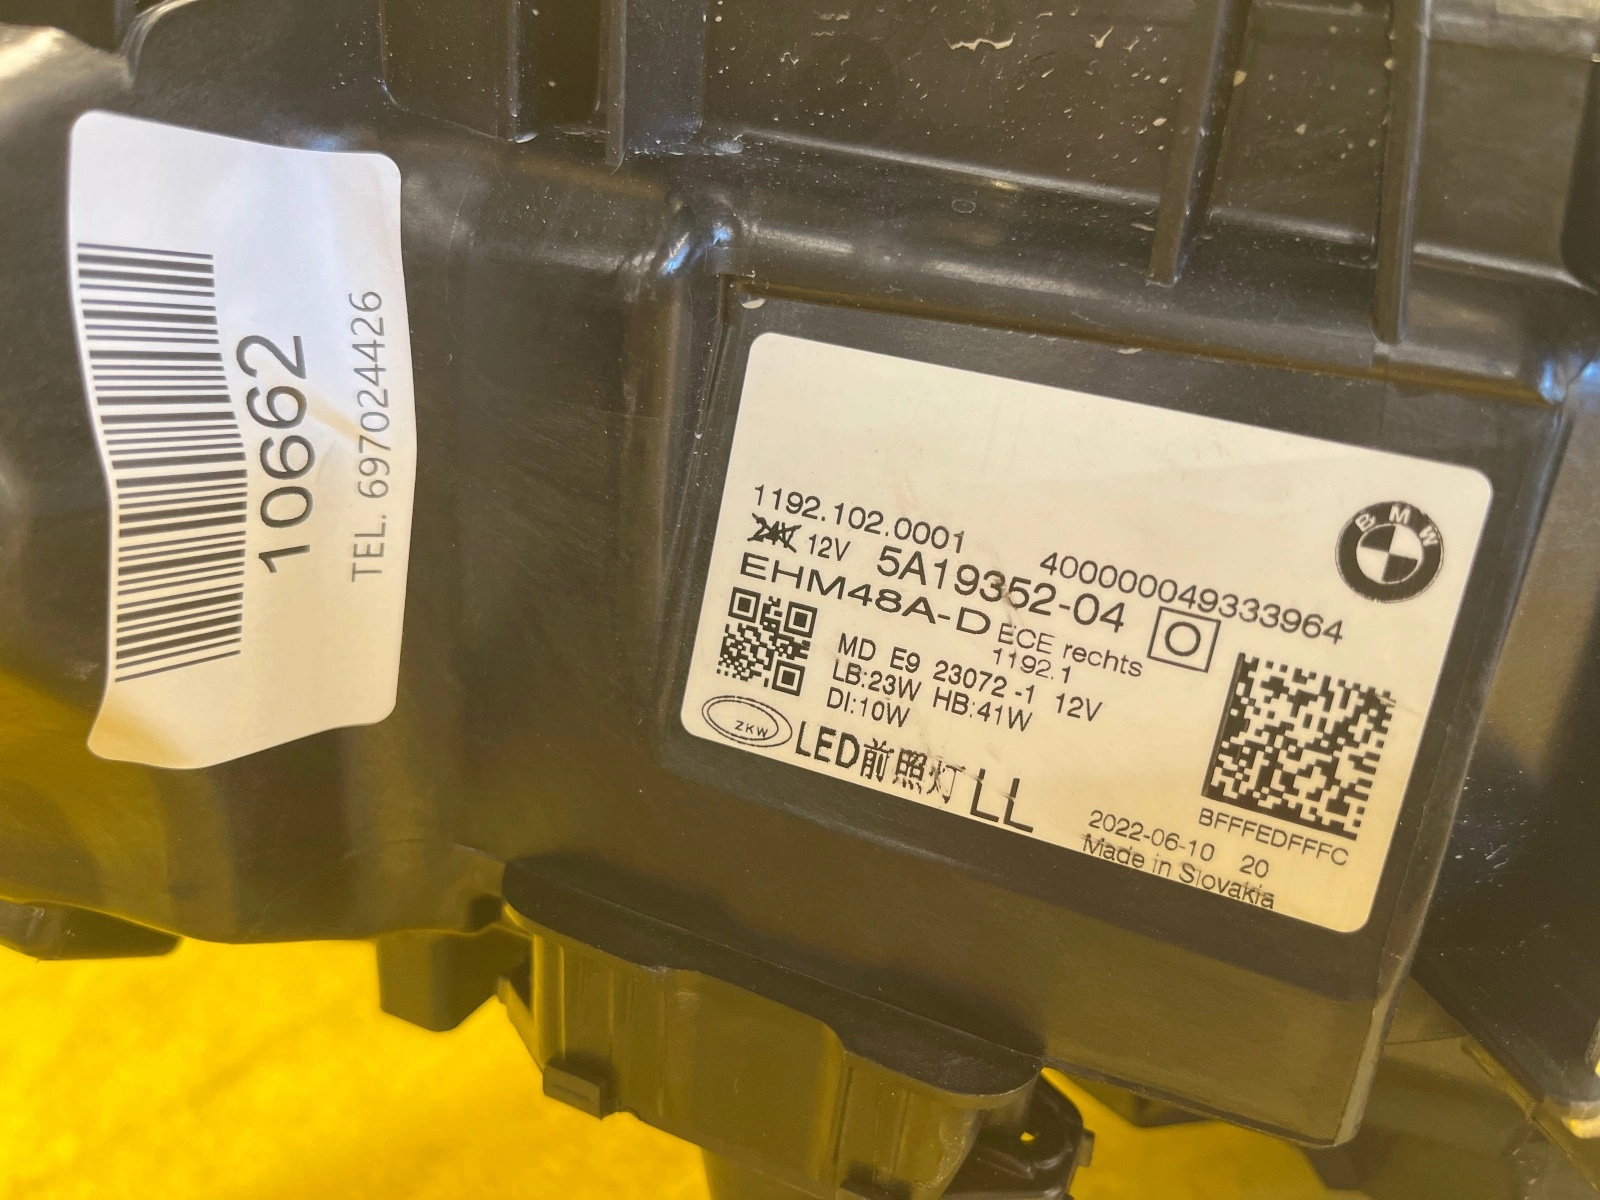 10662
TEL. 6970244426
1192.102.0001
40000049333964
24V 12V 5A19352-04
EHM48A-D ECE rechts
1192.1
MD E9 23072-1 12V
LB:23W HB:41W
DI:10W
ZKW
LED前照灯 LL
BMW
O
BFFFEDFFFC
2022-06-10 20
Made in Slovakia